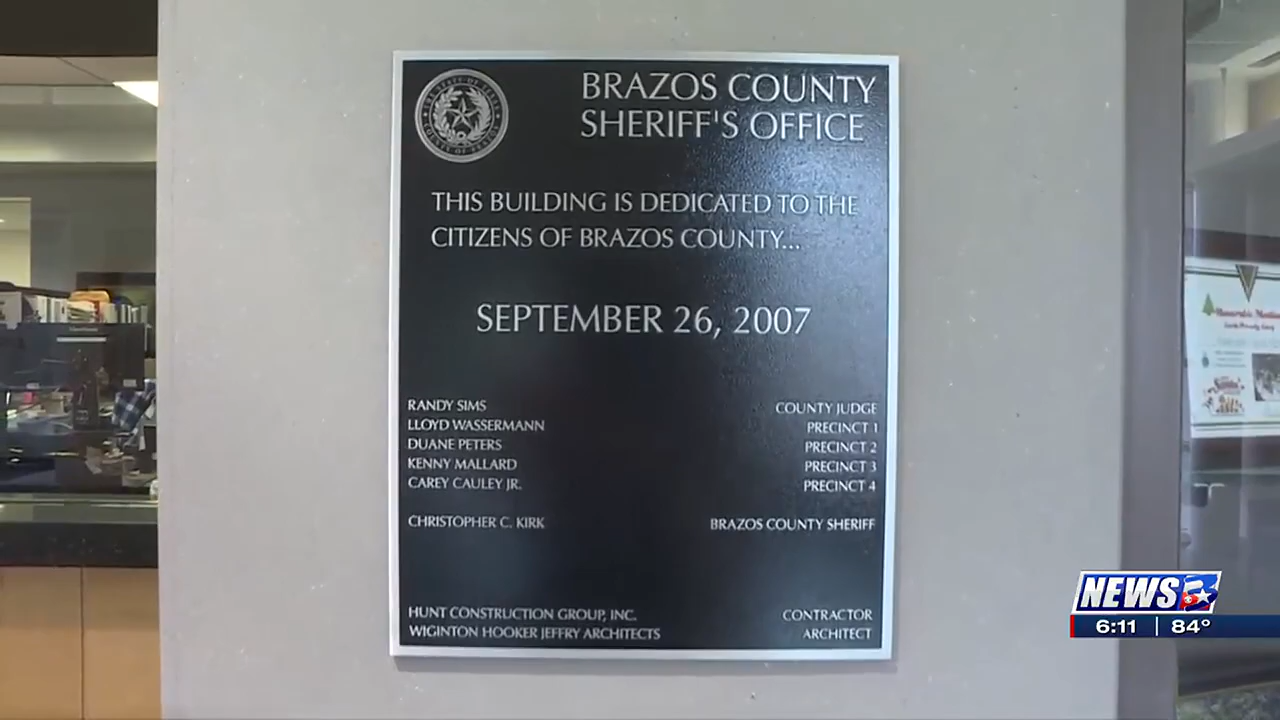 BRAZOS COUNTY
SHERIFF'S OFFICE
THIS BUILDING IS DEDICATED TO THE
CITIZENS OF BRAZOS COUNTY...
SEPTEMBER 26, 2007
RANDY SIMS COUNTY JUDGE
LLOYD WASSERMANN PRECINCT 1
DUANE PETERS PRECINCT 2
KENNY MALLARD PRECINCT 3
CAREY CAULEY JR. PRECINCT 4
CHRISTOPHER C. KIRK BRAZOS COUNTY SHERIFF
HUNT CONSTRUCTION GROUP, INC. CONTRACTOR
WIGINTON HOOKER JEFFRY ARCHITECTS ARCHITECT
NEWS 3
6:11 | 84°